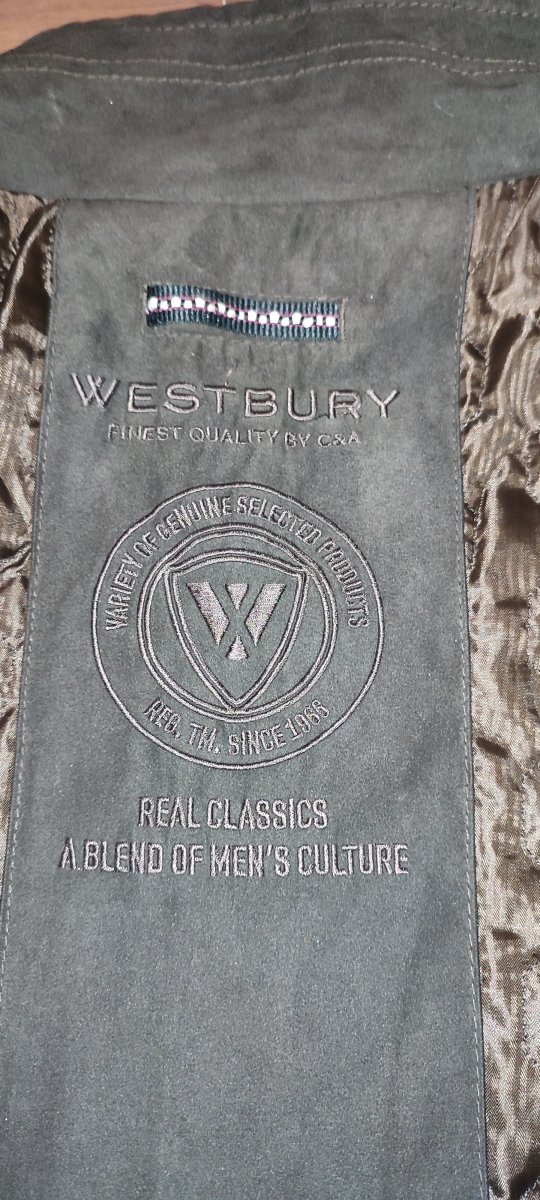 WESTBURY
FINEST QUALITY BY C&A
VARIETY OF GENUINE SELECTED PRODUCTS
W
REG. TM. SINCE 1966
REAL CLASSICS
A BLEND OF MEN'S CULTURE